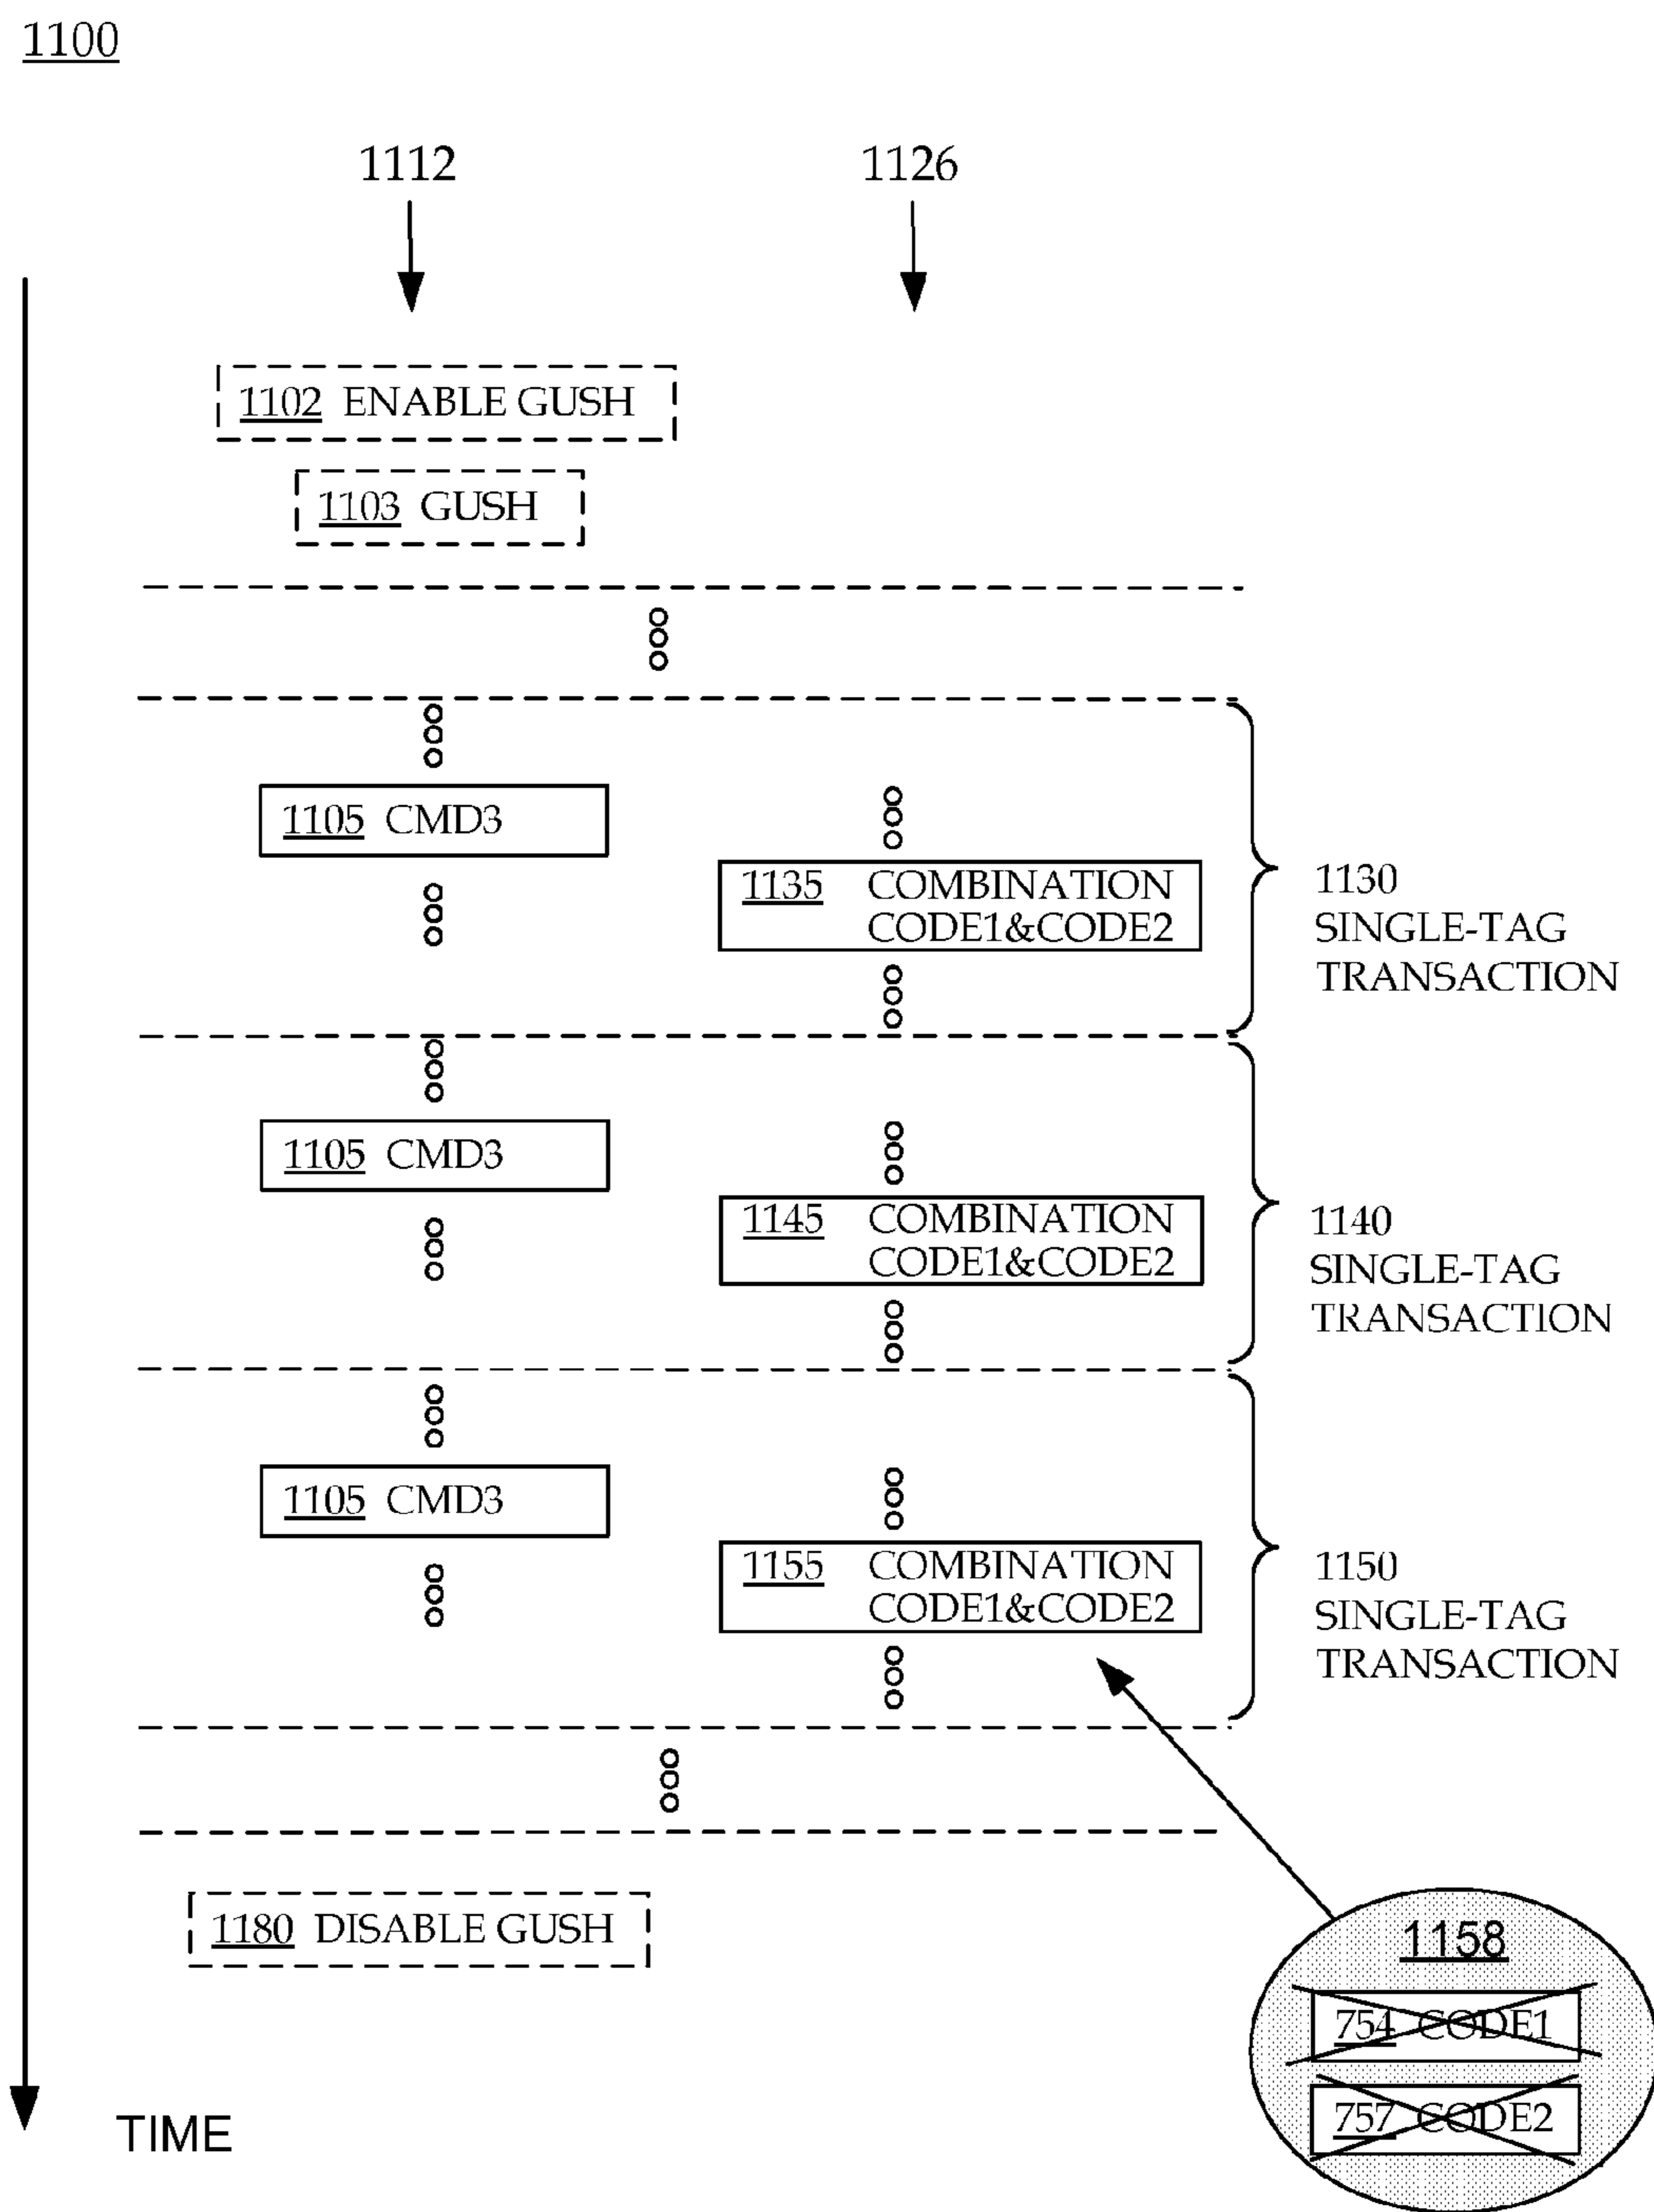 1100
1112
1126
1102 ENABLE GUSH
1103 GUSH
1105 CMD3
1135 COMBINATION
CODE1&CODE2
1130
SINGLE-TAG
TRANSACTION
1105 CMD3
1145 COMBINATION
CODE1&CODE2
1140
SINGLE-TAG
TRANSACTION
1105 CMD3
1155 COMBINATION
CODE1&CODE2
1150
SINGLE-TAG
TRANSACTION
1180 DISABLE GUSH
1158
754 CODE1
757 CODE2
TIME